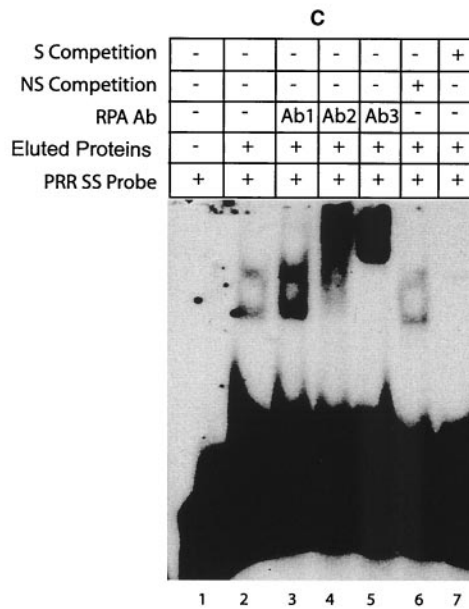 C
S Competition - - - - - - +
NS Competition - - - - - + -
RPA Ab - - Ab1 Ab2 Ab3 - -
Eluted Proteins - + + + + + +
PRR SS Probe + + + + + + +
1 2 3 4 5 6 7